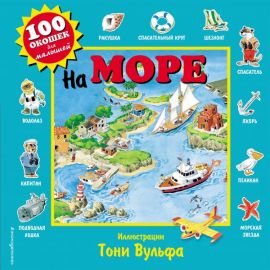 100
ОКОШЕК
для
МАЛЫШЕЙ
На МОРЕ
РАКУШКА
СПАСАТЕЛЬНЫЙ КРУГ
ШЕЗЛОНГ
СПАСАТЕЛЬ
ВОДОЛАЗ
ЯКОРЬ
КАПИТАН
ПЕЛИКАН
ПОДВОДНАЯ
ЛОДКА
МОРСКАЯ
ЗВЕЗДА
Иллюстрации
Тони Вульфа